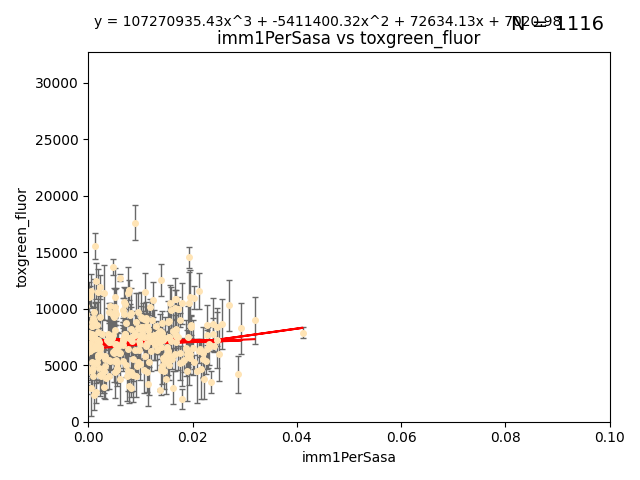 y = 107270935.43x^3 + -5411400.32x^2 + 72634.13x + 7020.98
N = 1116
imm1PerSasa vs toxgreen_fluor
30000
25000
20000
15000
10000
5000
0
toxgreen_fluor
0.00 0.02 0.04 0.06 0.08 0.10
imm1PerSasa